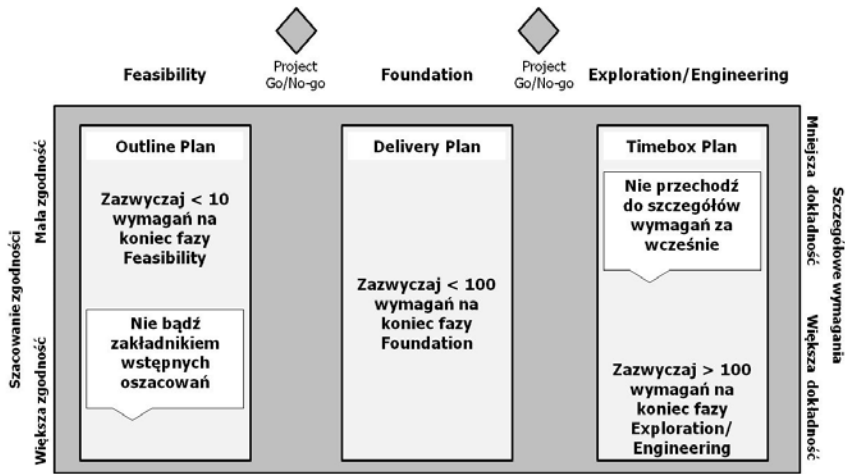 Project
Go/No-go
Project
Go/No-go
Feasibility
Foundation
Exploration/Engineering
Szacowanie zgodności
Mała zgodność
Większa zgodność
Outline Plan
Zazwyczaj < 10
wymagań na
koniec fazy
Feasibility
Nie bądź
zakładnikiem
wstępnych
oszacowań
Delivery Plan
Zazwyczaj < 100
wymagań na
koniec fazy
Foundation
Timebox Plan
Nie przechodź
do szczegółów
wymagań za
wcześnie
Zazwyczaj > 100
wymagań na
koniec fazy
Exploration/
Engineering
Mniejsza dokładność
Większa dokładność
Szczegółowe wymagania